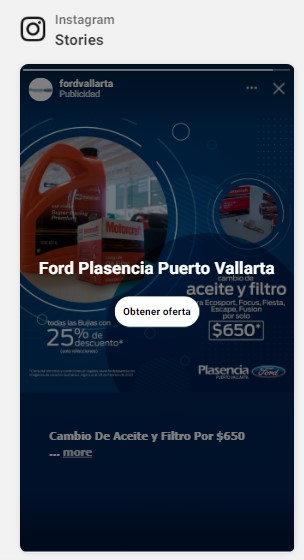 Instagram
Stories
fordvallarta
Publicidad
Motorcraft
Ford Plasencia Puerto Vallarta
cambio de
aceite y filtro
Para Ecosport, Focus, Fiesta,
Escape, Fusion
por solo
$650*
Obtener oferta
todas las Bujías con
25% de
descuento*
(solo refacciones)
Plasencia Ford
PUERTO VALLARTA
Cambio De Aceite y Filtro Por $650
... more